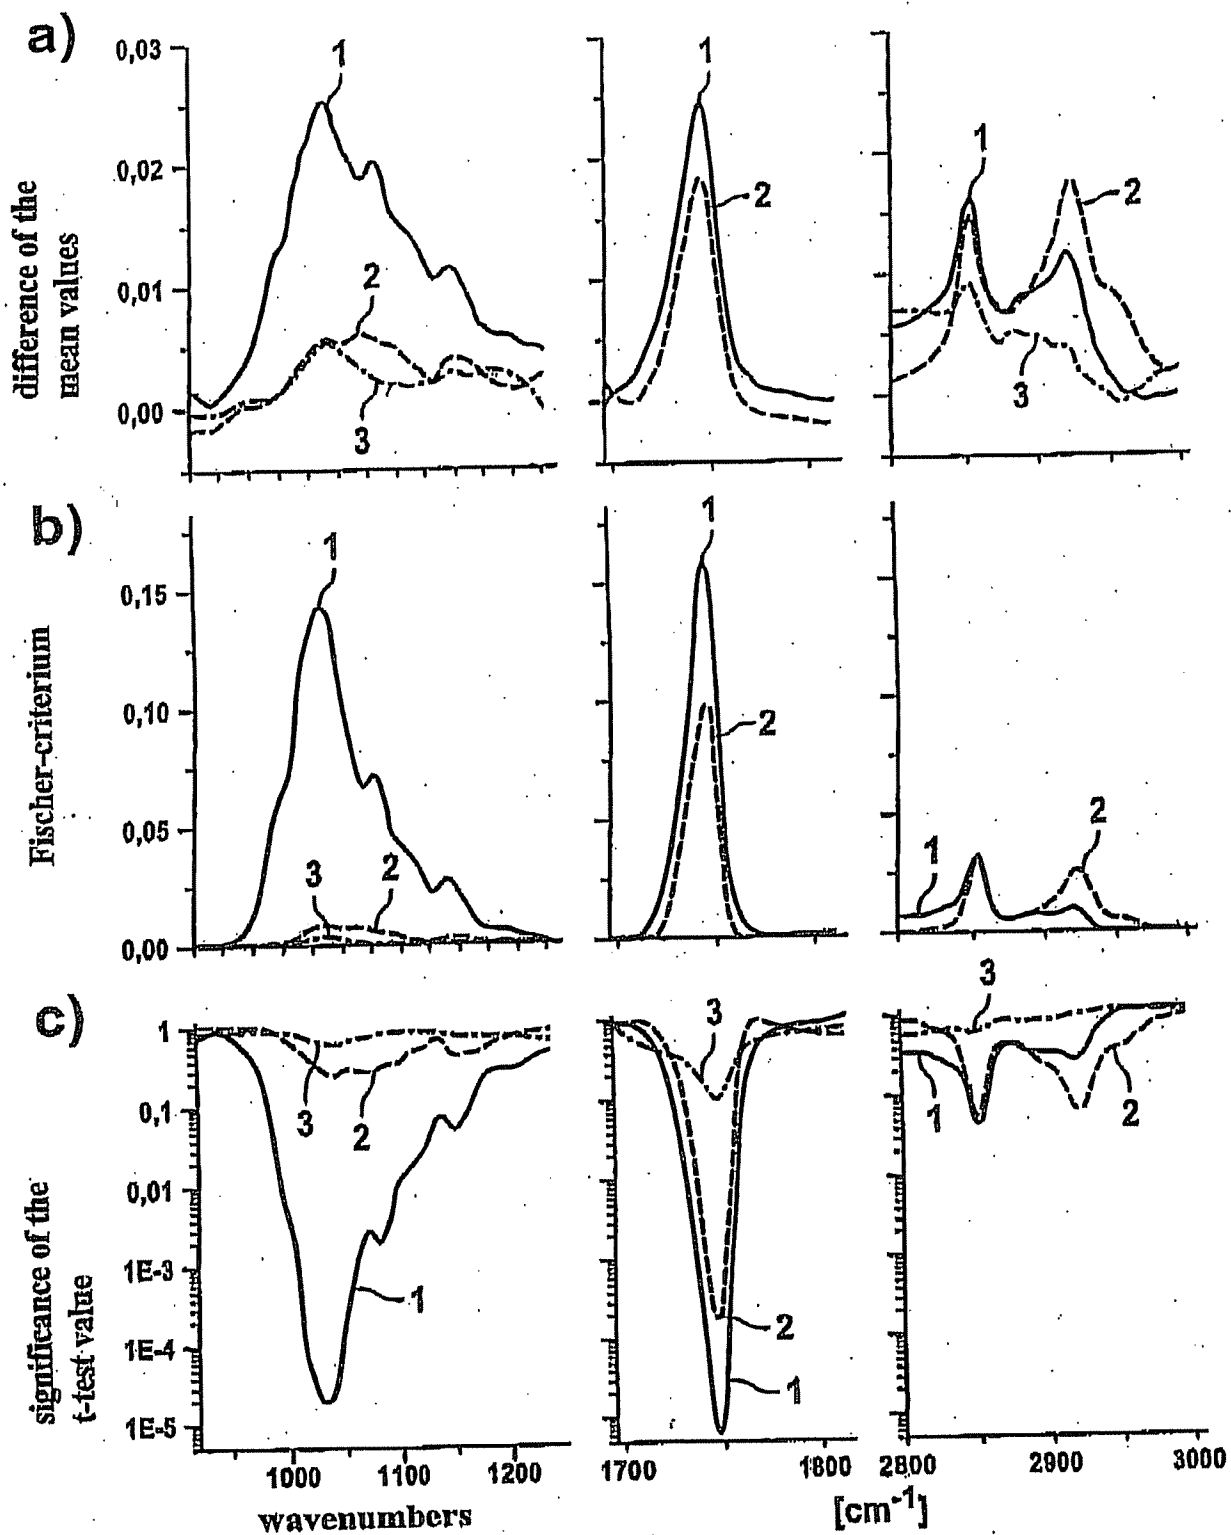 a)
0,03
0,02
0,01
0,00
difference of the
mean values
1
2
3
1
2
1
2
3
b)
0,15
0,10
0,05
0,00
Fischer-criterium
1
3
2
1
2
1
2
c)
1
0,1
0,01
1E-3
1E-4
1E-5
significance of the
t-test value
3
2
1
3
2
1
3
1
2
1000 1100 1200
1700 1800
2800 2900 3000
wavenumbers
[cm-1]